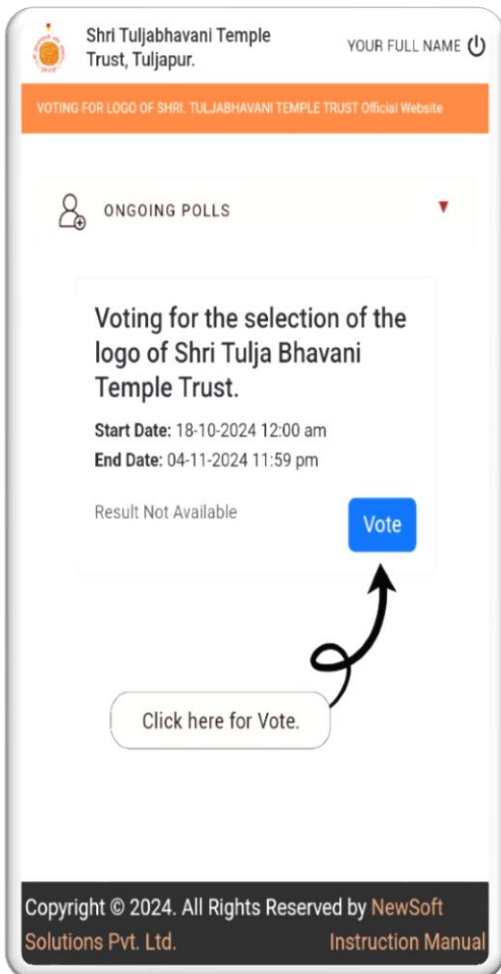 Shri Tuljabhavani Temple
Trust, Tuljapur.
YOUR FULL NAME
VOTING FOR LOGO OF SHRI. TULJABHAVANI TEMPLE TRUST Official Website
ONGOING POLLS
Voting for the selection of the
logo of Shri Tulja Bhavani
Temple Trust.
Start Date: 18-10-2024 12:00 am
End Date: 04-11-2024 11:59 pm
Result Not Available
Vote
Click here for Vote.
Copyright © 2024. All Rights Reserved by NewSoft
Solutions Pvt. Ltd.
Instruction Manual